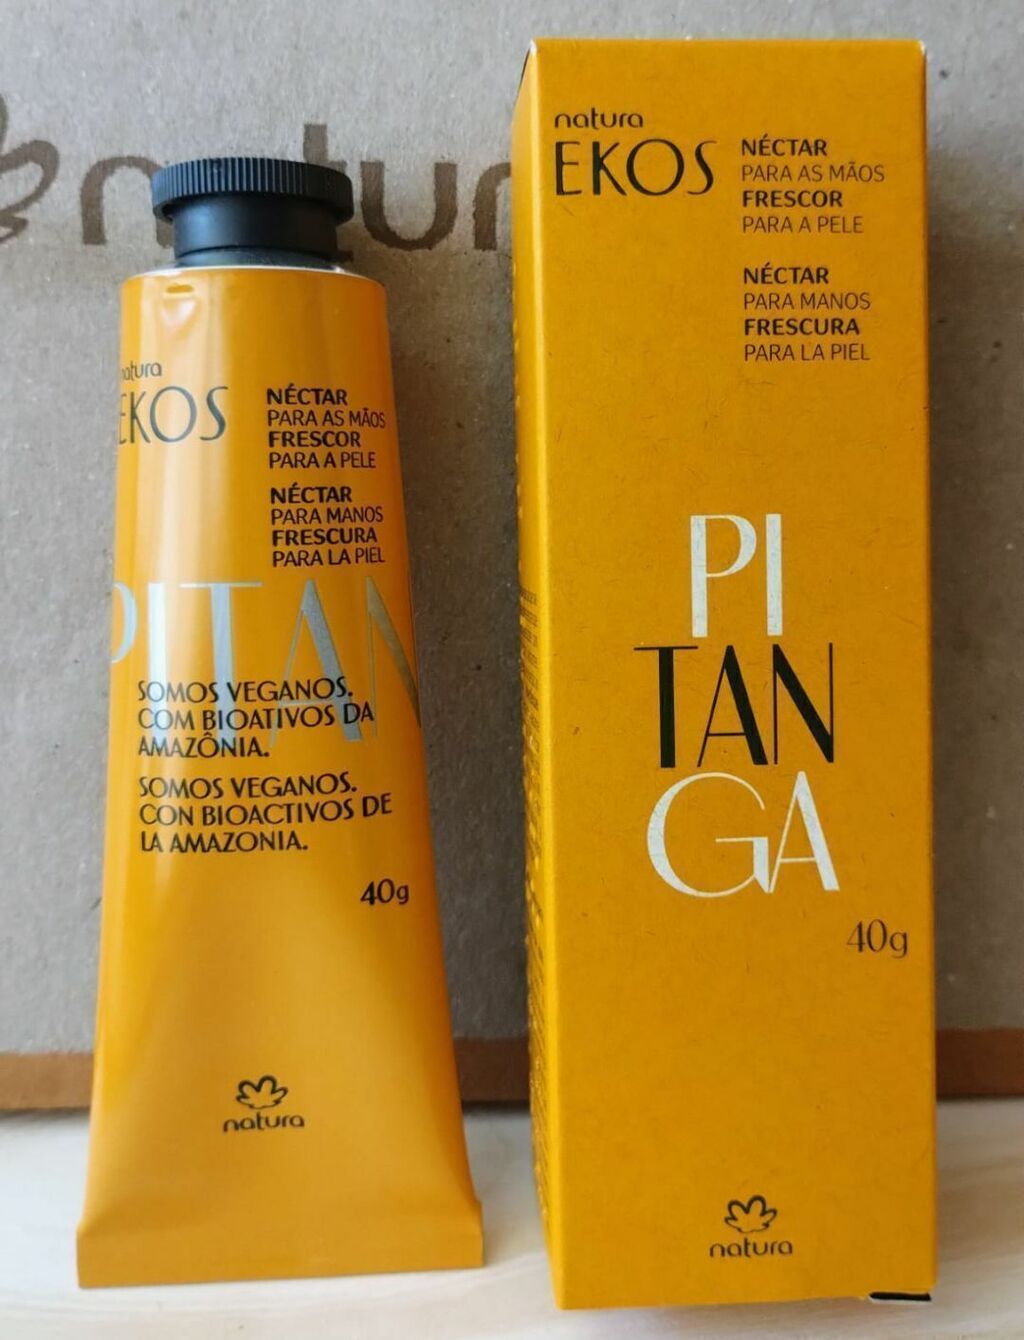 natur
natura
EKOS
NÉCTAR
PARA AS MÃOS
FRESCOR
PARA A PELE
NÉCTAR
PARA MANOS
FRESCURA
PARA LA PIEL
PITAN
SOMOS VEGANOS.
COM BIOATIVOS DA
AMAZÔNIA.
SOMOS VEGANOS.
CON BIOACTIVOS DE
LA AMAZONIA.
40g
natura
natura
EKOS
NÉCTAR
PARA AS MÃOS
FRESCOR
PARA A PELE
NÉCTAR
PARA MANOS
FRESCURA
PARA LA PIEL
PI
TAN
GA
40g
natura